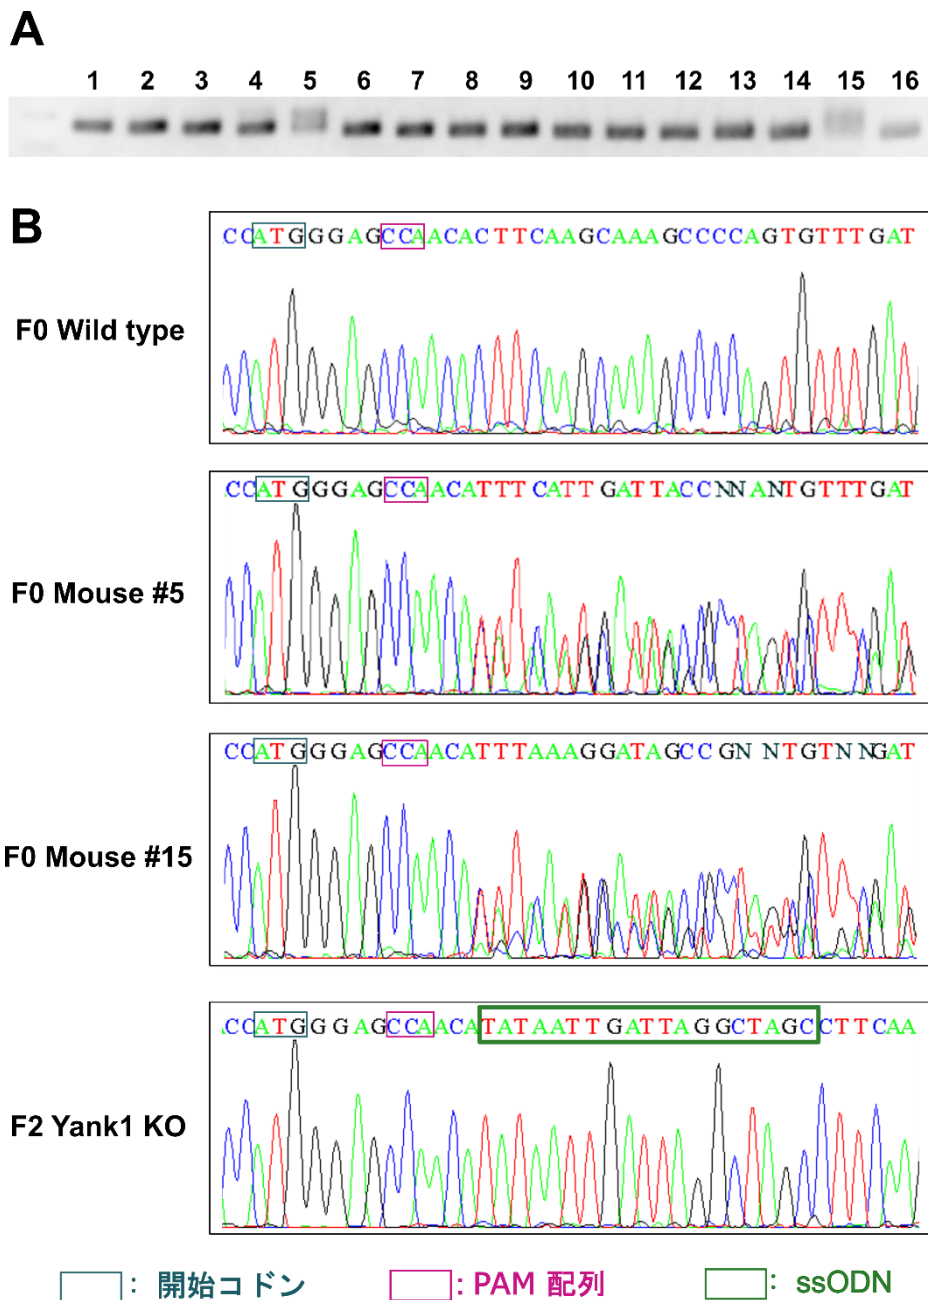 A
1 2 3 4 5 6 7 8 9 10 11 12 13 14 15 16
B
CCATGGGAGCCAACACTTCAAGCAAAGCCCCAGTGTTTGAT
F0 Wild type
CCATGGGAGCCAACATTTCATTGATTACCNNANTGTTTGAT
F0 Mouse #5
CCATGGGAGCCAACATTTAAAGGATAGCCGNNTGTNNGAT
F0 Mouse #15
CCATGGGAGCCAACATATAATTGATTAGGCTAGCCTTCAA
F2 Yank1 KO
: 開始コドン : PAM 配列 : ssODN